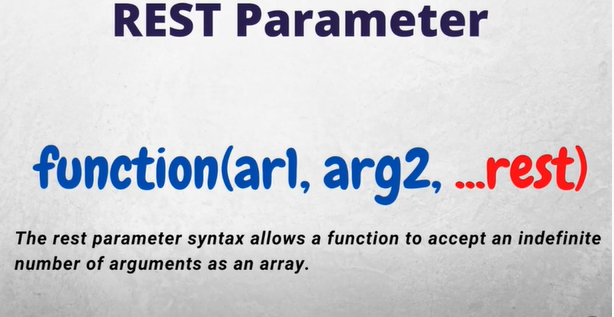 REST Parameter
function(ar1, arg2, ...rest)
The rest parameter syntax allows a function to accept an indefinite
number of arguments as an array.